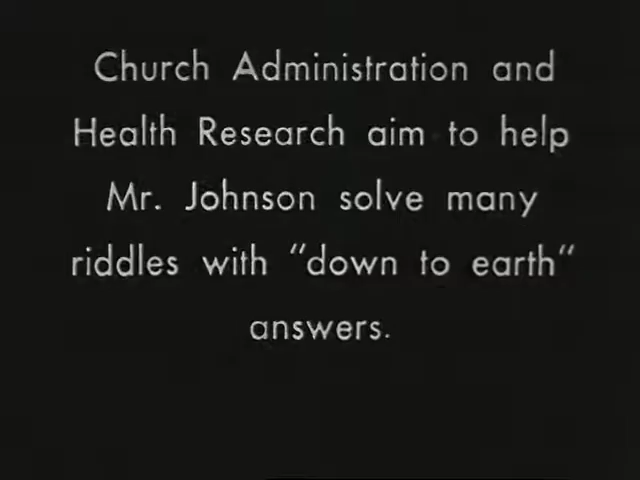 Church Administration and
Health Research aim to help
Mr. Johnson solve many
riddles with "down to earth"
answers.